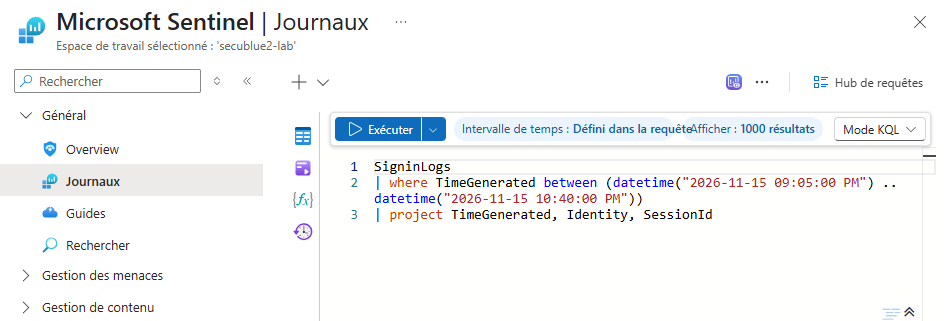 Microsoft Sentinel | Journaux ...
Espace de travail sélectionné : 'secublue2-lab'
Rechercher
Hub de requêtes
Général
Overview
Journaux
Guides
Rechercher
Gestion des menaces
Gestion de contenu
Exécuter
Intervalle de temps : Défini dans la requête
Afficher : 1000 résultats
Mode KQL
1 SigninLogs
2 | where TimeGenerated between (datetime("2026-11-15 09:05:00 PM") ..
datetime("2026-11-15 10:40:00 PM"))
3 | project TimeGenerated, Identity, SessionId